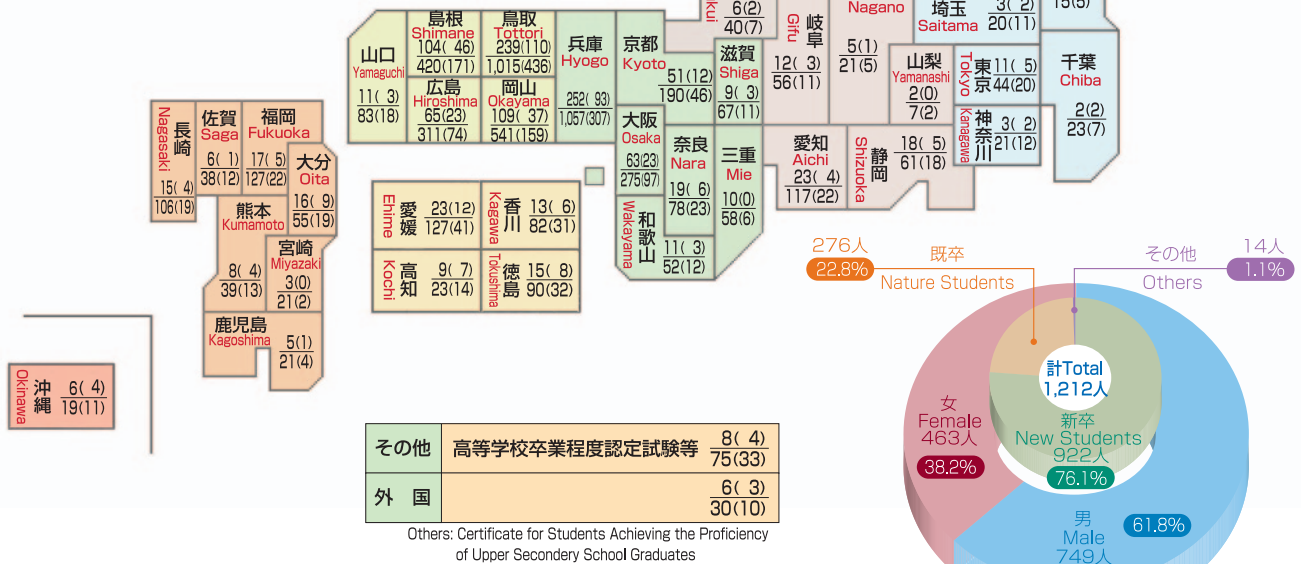 島根
Shimane
104( 46)
420(171)
鳥取
Tottori
239(110)
1,015(436)
兵庫
Hyogo
252( 93)
1,057(307)
京都
Kyoto
51(12)
190(46)
滋賀
Shiga
9( 3)
67(11)
kui
6(2)
40(7)
岐阜
Gifu
12( 3)
56(11)
Nagano
5(1)
21(5)
埼玉
Saitama
3( 2)
20(11)
15(5)
山梨
Yamanashi
2(0)
7(2)
東京
Tokyo
11( 5)
44(20)
千葉
Chiba
2(2)
23(7)
神奈川
Kanagawa
3( 2)
21(12)
山口
Yamaguchi
11( 3)
83(18)
広島
Hiroshima
65(23)
311(74)
岡山
Okayama
109( 37)
541(159)
大阪
Osaka
63(23)
275(97)
奈良
Nara
19( 6)
78(23)
三重
Mie
10(0)
58(6)
愛知
Aichi
23( 4)
117(22)
静岡
Shizuoka
18( 5)
61(18)
和歌山
Wakayama
11( 3)
52(12)
長崎
Nagasaki
15( 4)
106(19)
佐賀
Saga
6( 1)
38(12)
福岡
Fukuoka
17( 5)
127(22)
大分
Oita
16( 9)
55(19)
熊本
Kumamoto
8( 4)
39(13)
宮崎
Miyazaki
3(0)
21(2)
鹿児島
Kagoshima
5(1)
21(4)
沖縄
Okinawa
6( 4)
19(11)
愛媛
Ehime
23(12)
127(41)
香川
Kagawa
13( 6)
82(31)
高知
Kochi
9( 7)
23(14)
徳島
Tokushima
15( 8)
90(32)
その他 高等学校卒業程度認定試験等 8( 4)
75(33)
外 国 6( 3)
30(10)
Others: Certificate for Students Achieving the Proficiency
of Upper Secondery School Graduates
276人
22.8%
既卒
Nature Students
その他
Others
14人
1.1%
計Total
1,212人
女
Female
463人
38.2%
新卒
New Students
922人
76.1%
男
Male
749人
61.8%